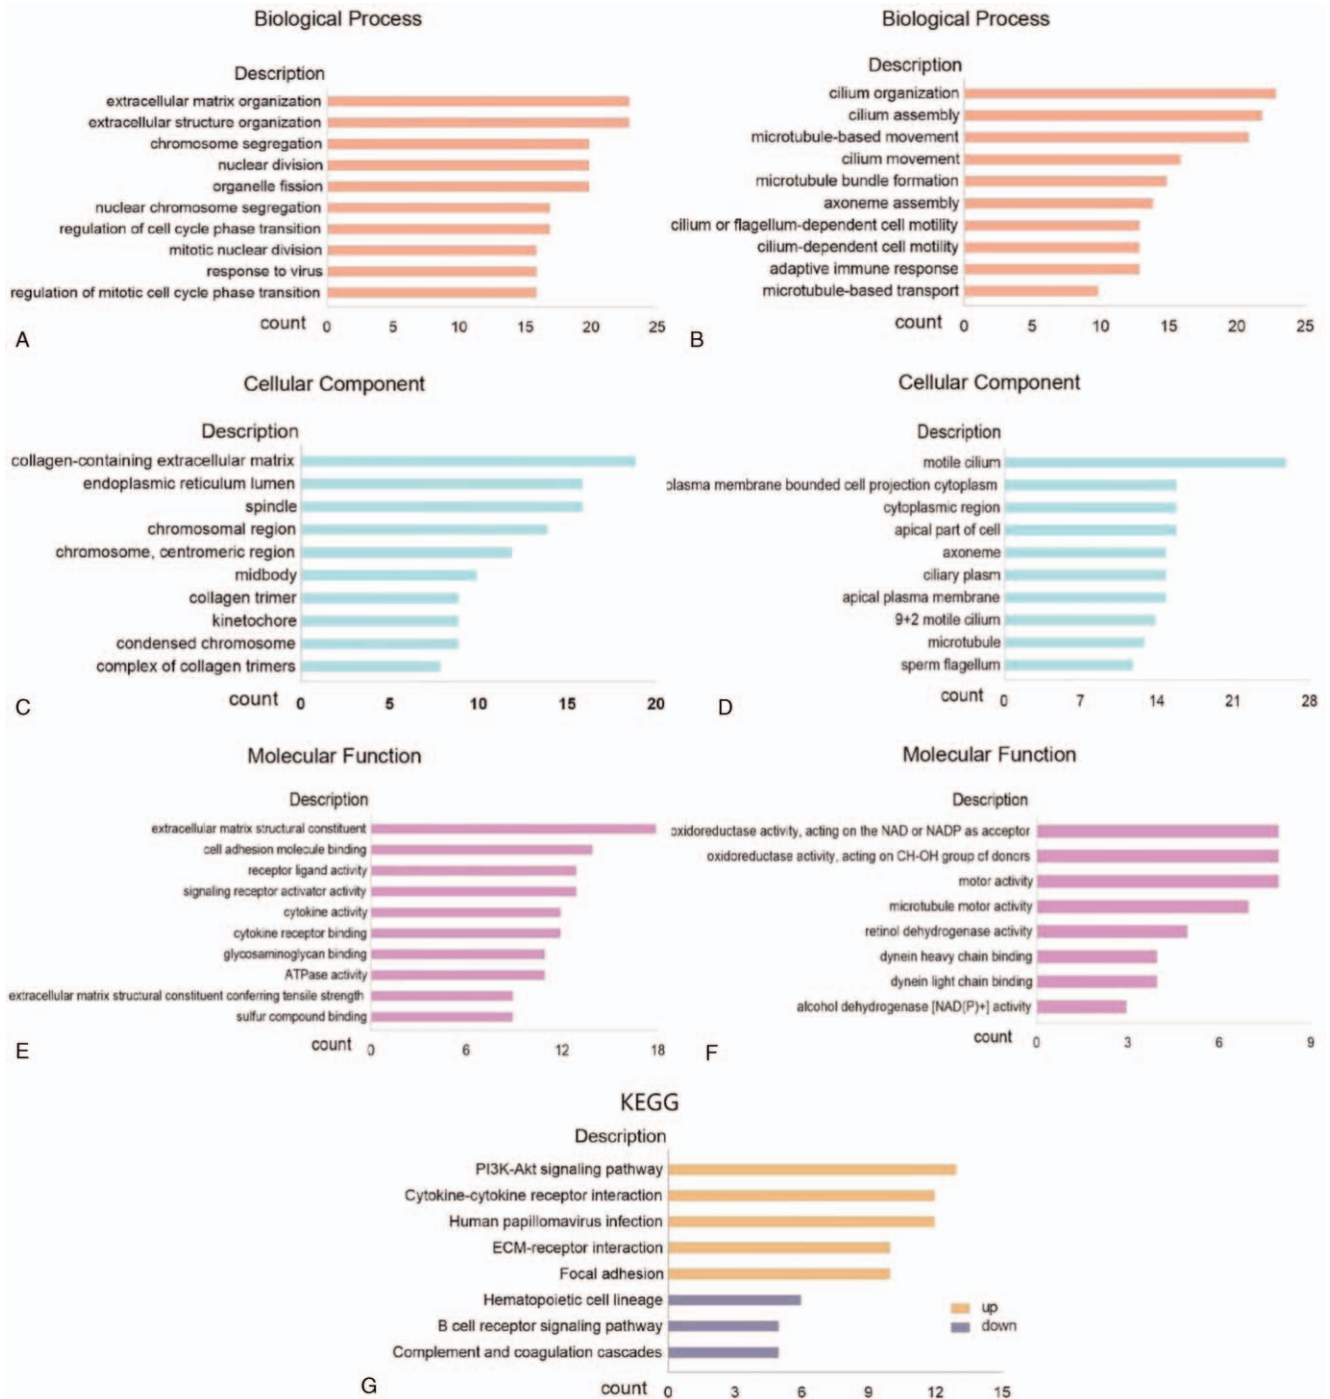 Biological Process
Description
extracellular matrix organization
extracellular structure organization
chromosome segregation
nuclear division
organelle fission
nuclear chromosome segregation
regulation of cell cycle phase transition
mitotic nuclear division
response to virus
regulation of mitotic cell cycle phase transition
count 0 5 10 15 20 25
A
Biological Process
Description
cilium organization
cilium assembly
microtubule-based movement
cilium movement
microtubule bundle formation
axoneme assembly
cilium or flagellum-dependent cell motility
cilium-dependent cell motility
adaptive immune response
microtubule-based transport
count 0 5 10 15 20 25
B
Cellular Component
Description
collagen-containing extracellular matrix
endoplasmic reticulum lumen
spindle
chromosomal region
chromosome, centromeric region
midbody
collagen trimer
kinetochore
condensed chromosome
complex of collagen trimers
count 0 5 10 15 20
C
Cellular Component
Description
motile cilium
plasma membrane bounded cell projection cytoplasm
cytoplasmic region
apical part of cell
axoneme
ciliary plasm
apical plasma membrane
9+2 motile cilium
microtubule
sperm flagellum
count 0 7 14 21 28
D
Molecular Function
Description
extracellular matrix structural constituent
cell adhesion molecule binding
receptor ligand activity
signaling receptor activator activity
cytokine activity
cytokine receptor binding
glycosaminoglycan binding
ATPase activity
extracellular matrix structural constituent conferring tensile strength
sulfur compound binding
count 0 6 12 18
E
Molecular Function
Description
oxidoreductase activity, acting on the NAD or NADP as acceptor
oxidoreductase activity, acting on CH-OH group of donors
motor activity
microtubule motor activity
retinol dehydrogenase activity
dynein heavy chain binding
dynein light chain binding
alcohol dehydrogenase [NAD(P)+] activity
count 0 3 6 9
F
KEGG
Description
PI3K-Akt signaling pathway
Cytokine-cytokine receptor interaction
Human papillomavirus infection
ECM-receptor interaction
Focal adhesion
Hematopoietic cell lineage
B cell receptor signaling pathway
Complement and coagulation cascades
up
down
count 0 3 6 9 12 15
G